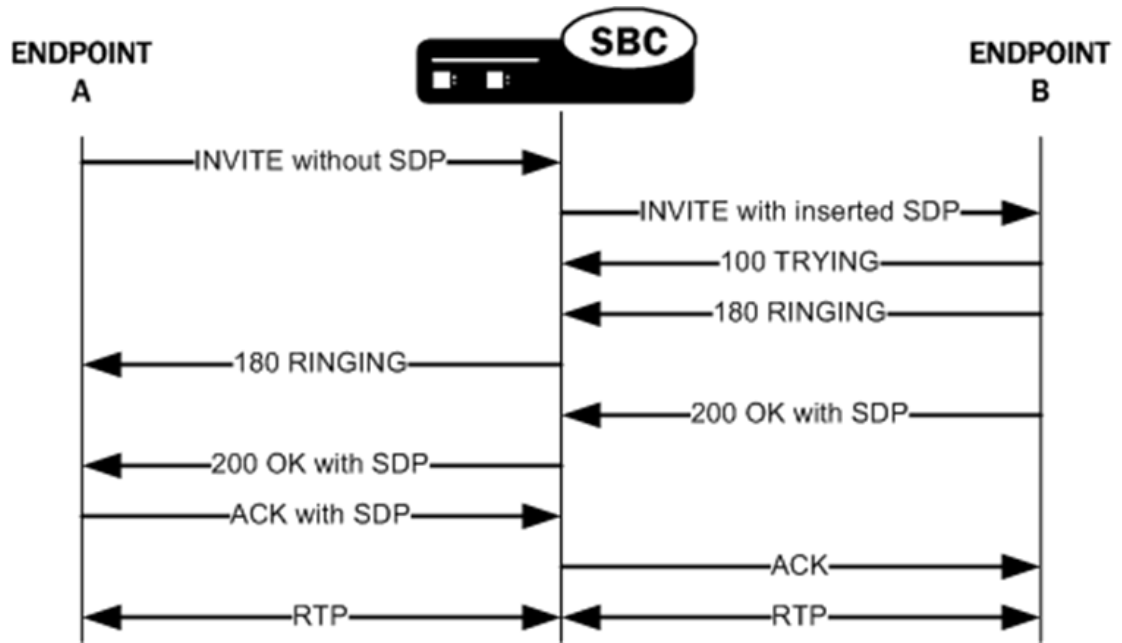 ENDPOINT
A
SBC
ENDPOINT
B
INVITE without SDP
INVITE with inserted SDP
100 TRYING
180 RINGING
180 RINGING
200 OK with SDP
200 OK with SDP
ACK with SDP
ACK
RTP
RTP